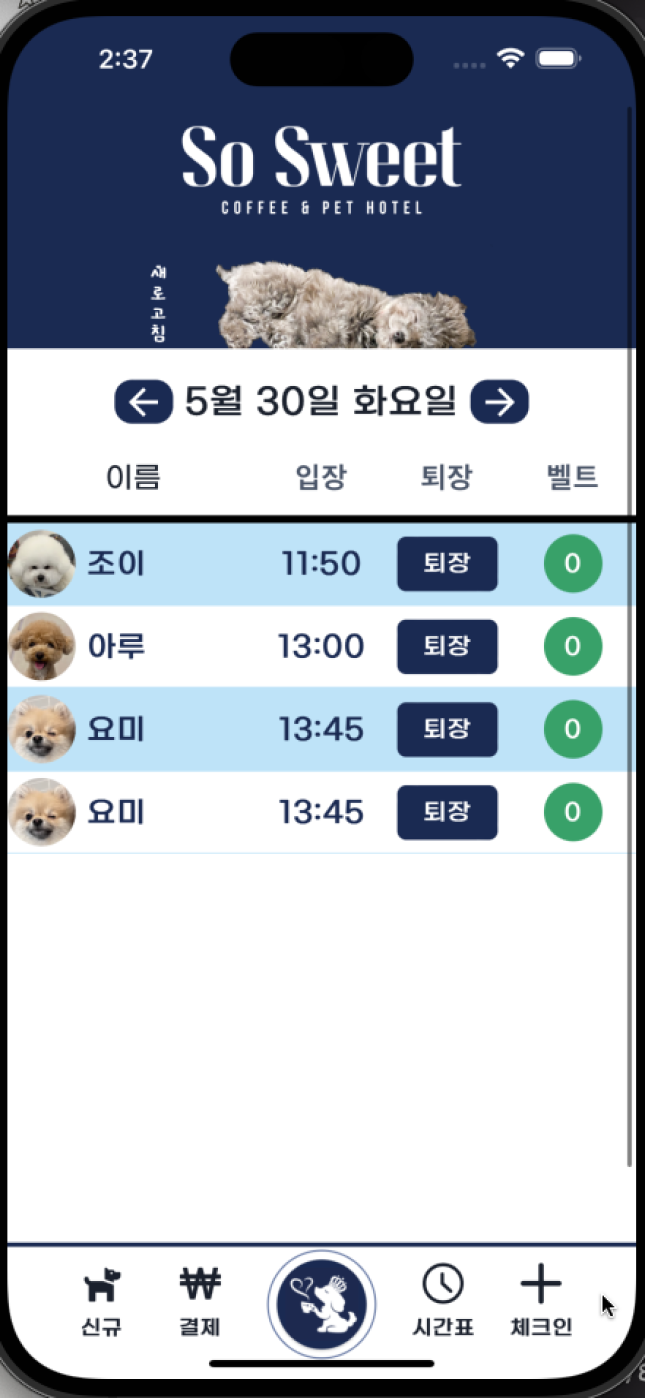 2:37
So Sweet
COFFEE & PET HOTEL
새로고침
5월 30일 화요일
이름 입장 퇴장 벨트
조이 11:50 퇴장 0
아루 13:00 퇴장 0
요미 13:45 퇴장 0
요미 13:45 퇴장 0
신규 결제 시간표 체크인